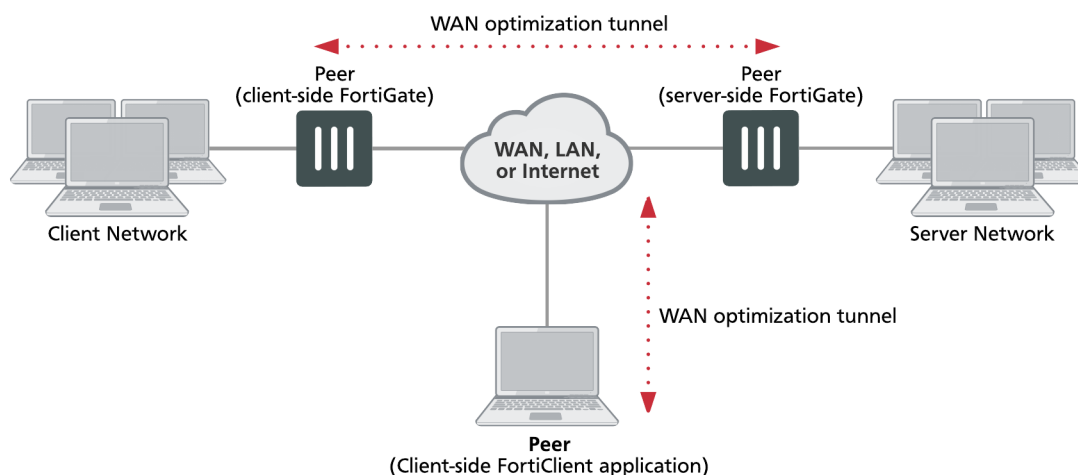 WAN optimization tunnel
Peer
(client-side FortiGate)
Peer
(server-side FortiGate)
WAN, LAN,
or Internet
Client Network
Server Network
WAN optimization tunnel
Peer
(Client-side FortiClient application)